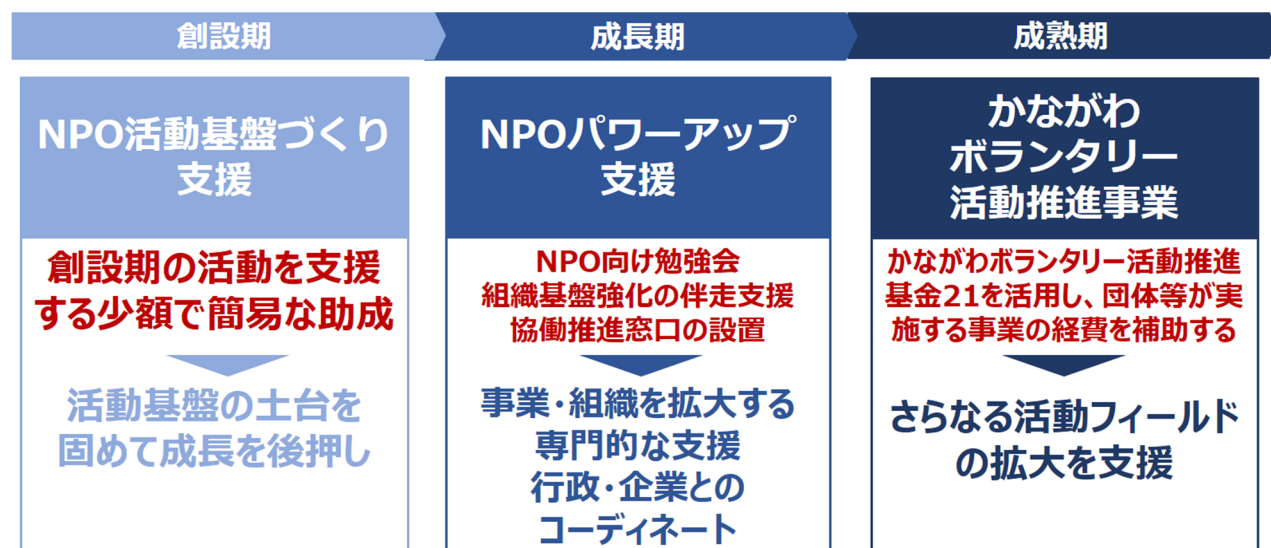 創設期
成長期
成熟期
NPO活動基盤づくり
支援
創設期の活動を支援
する少額で簡易な助成
活動基盤の土台を
固めて成長を後押し
NPOパワーアップ
支援
NPO向け勉強会
組織基盤強化の伴走支援
協働推進窓口の設置
事業・組織を拡大する
専門的な支援
行政・企業との
コーディネート
かながわ
ボランタリー
活動推進事業
かながわボランタリー活動推進
基金21を活用し、団体等が実
施する事業の経費を補助する
さらなる活動フィールド
の拡大を支援